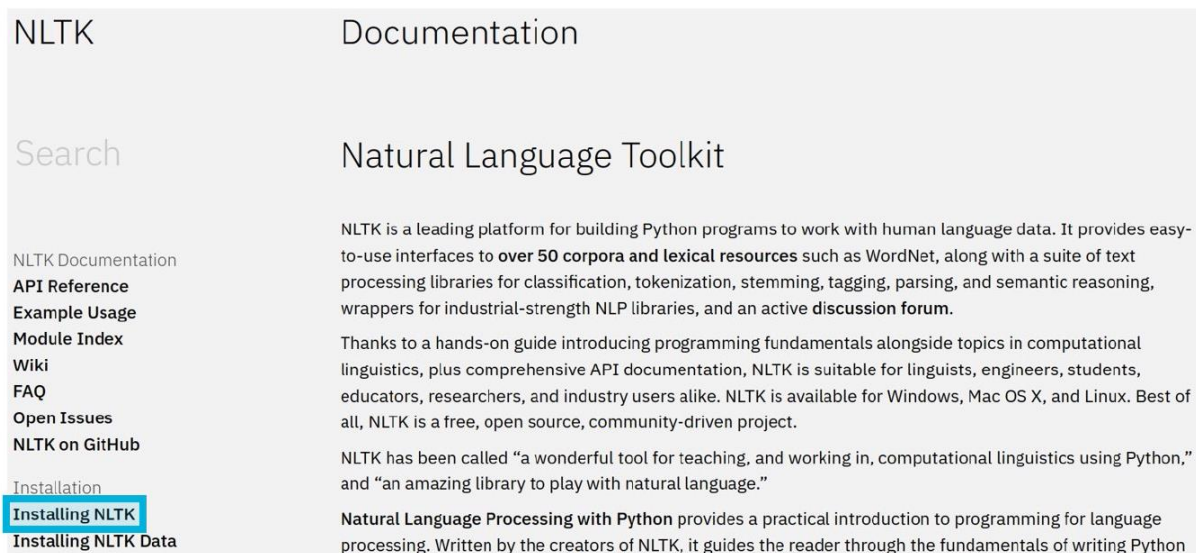 NLTK
Documentation
Search
NLTK Documentation
API Reference
Example Usage
Module Index
Wiki
FAQ
Open Issues
NLTK on GitHub
Installation
Installing NLTK
Installing NLTK Data
Natural Language Toolkit
NLTK is a leading platform for building Python programs to work with human language data. It provides easy-
to-use interfaces to over 50 corpora and lexical resources such as WordNet, along with a suite of text
processing libraries for classification, tokenization, stemming, tagging, parsing, and semantic reasoning,
wrappers for industrial-strength NLP libraries, and an active discussion forum.
Thanks to a hands-on guide introducing programming fundamentals alongside topics in computational
linguistics, plus comprehensive API documentation, NLTK is suitable for linguists, engineers, students,
educators, researchers, and industry users alike. NLTK is available for Windows, Mac OS X, and Linux. Best of
all, NLTK is a free, open source, community-driven project.
NLTK has been called “a wonderful tool for teaching, and working in, computational linguistics using Python,”
and “an amazing library to play with natural language.”
Natural Language Processing with Python provides a practical introduction to programming for language
processing. Written by the creators of NLTK, it guides the reader through the fundamentals of writing Python